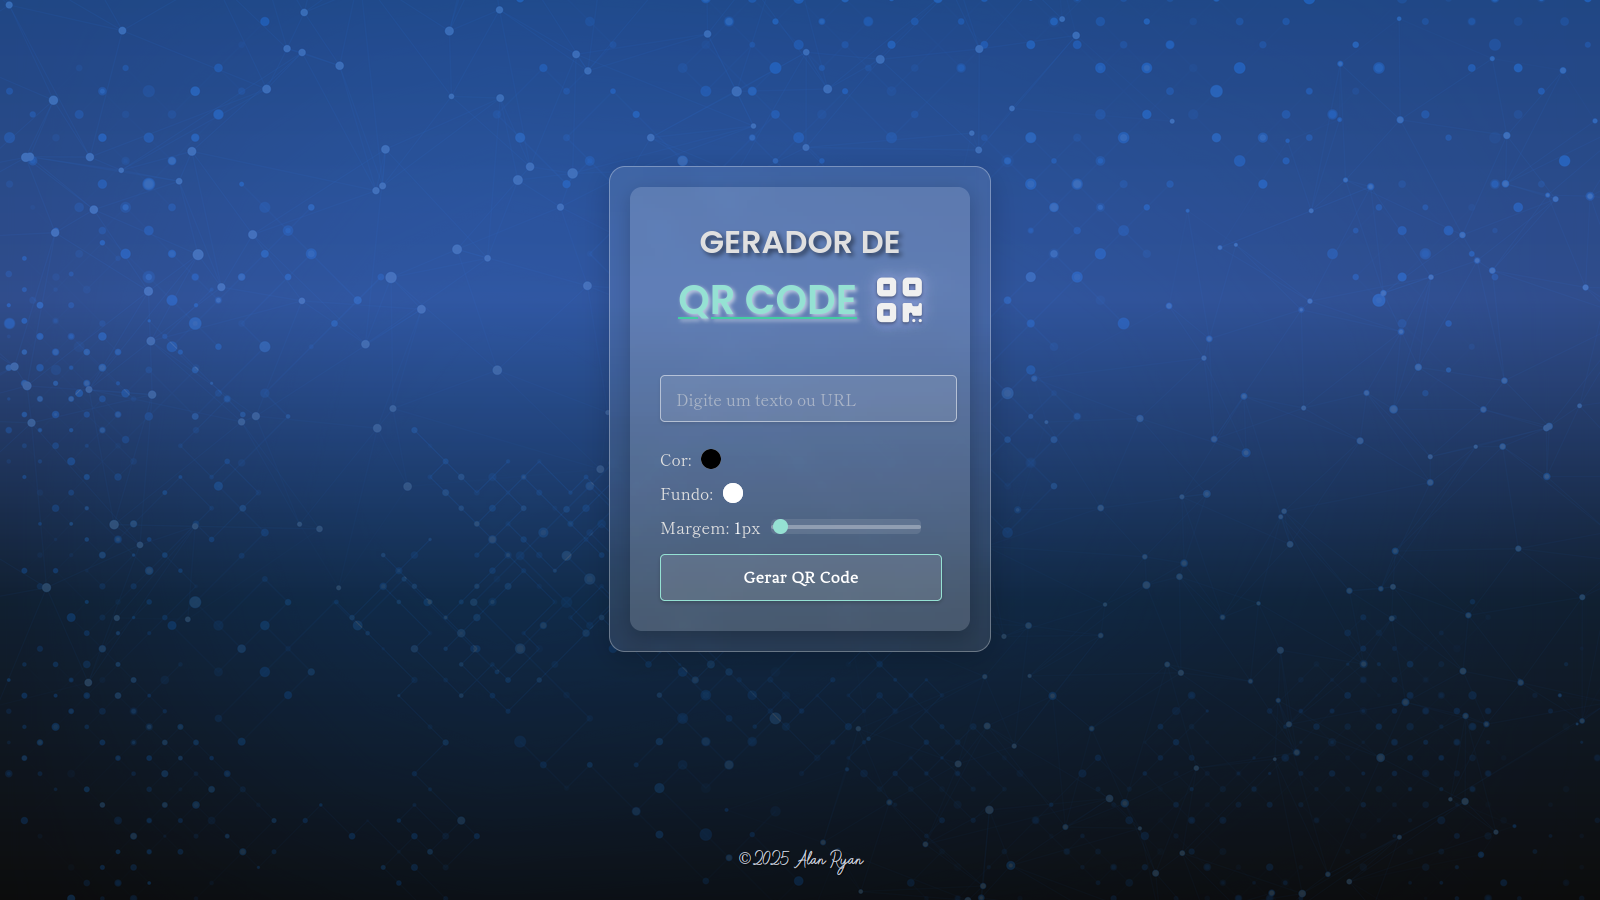 GERADOR DE
QR CODE
Digite um texto ou URL
Cor:
Fundo:
Margem: 1px
Gerar QR Code
© 2025 Alan Ryan